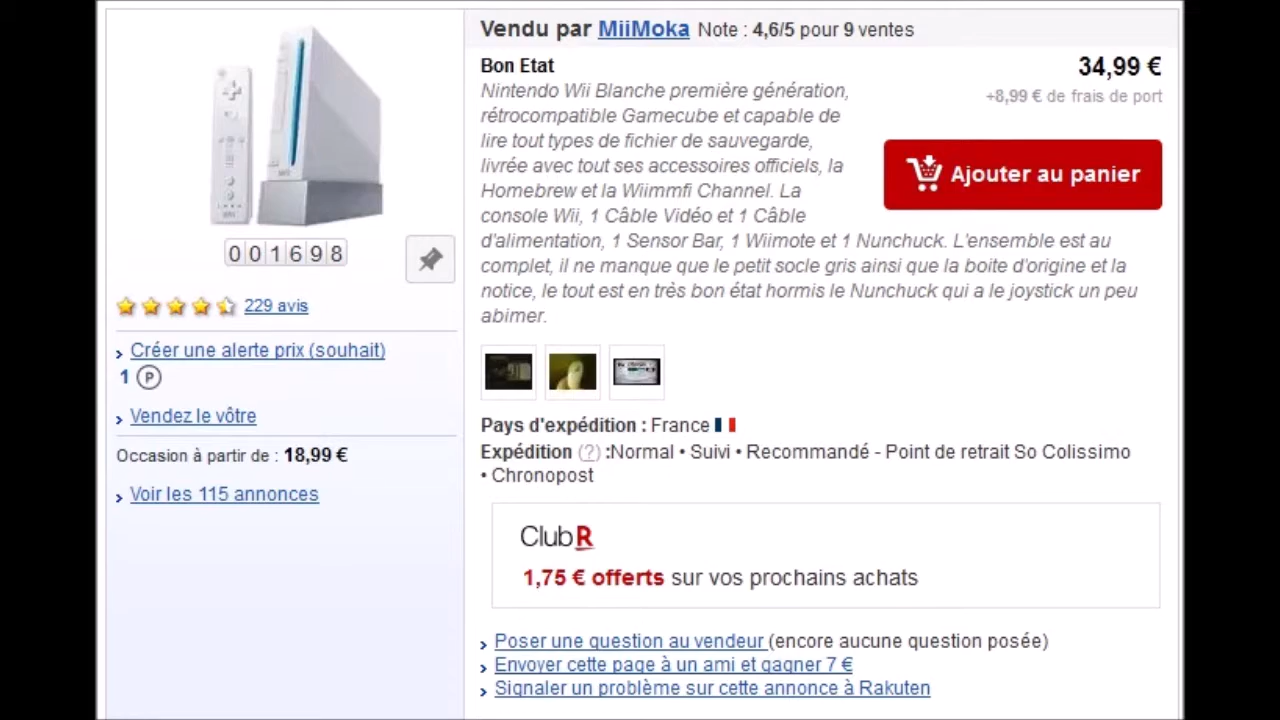 Vendu par MiiMoka Note : 4,6/5 pour 9 ventes
Bon Etat
34,99 €
+8,99 € de frais de port
Nintendo Wii Blanche première génération,
rétrocompatible Gamecube et capable de
lire tout types de fichier de sauvegarde,
livrée avec tout ses accessoires officiels, la
Homebrew et la Wiimmfi Channel. La
console Wii, 1 Câble Vidéo et 1 Câble
d'alimentation, 1 Sensor Bar, 1 Wiimote et 1 Nunchuck. L'ensemble est au
complet, il ne manque que le petit socle gris ainsi que la boite d'origine et la
notice, le tout est en très bon état hormis le Nunchuck qui a le joystick un peu
abimer.
Ajouter au panier
001698
229 avis
Créer une alerte prix (souhait)
1 P
Vendez le vôtre
Occasion à partir de : 18,99 €
Voir les 115 annonces
Pays d'expédition : France
Expédition (?) :Normal • Suivi • Recommandé - Point de retrait So Colissimo
• Chronopost
Club R
1,75 € offerts sur vos prochains achats
Poser une question au vendeur (encore aucune question posée)
Envoyer cette page à un ami et gagner 7 €
Signaler un problème sur cette annonce à Rakuten